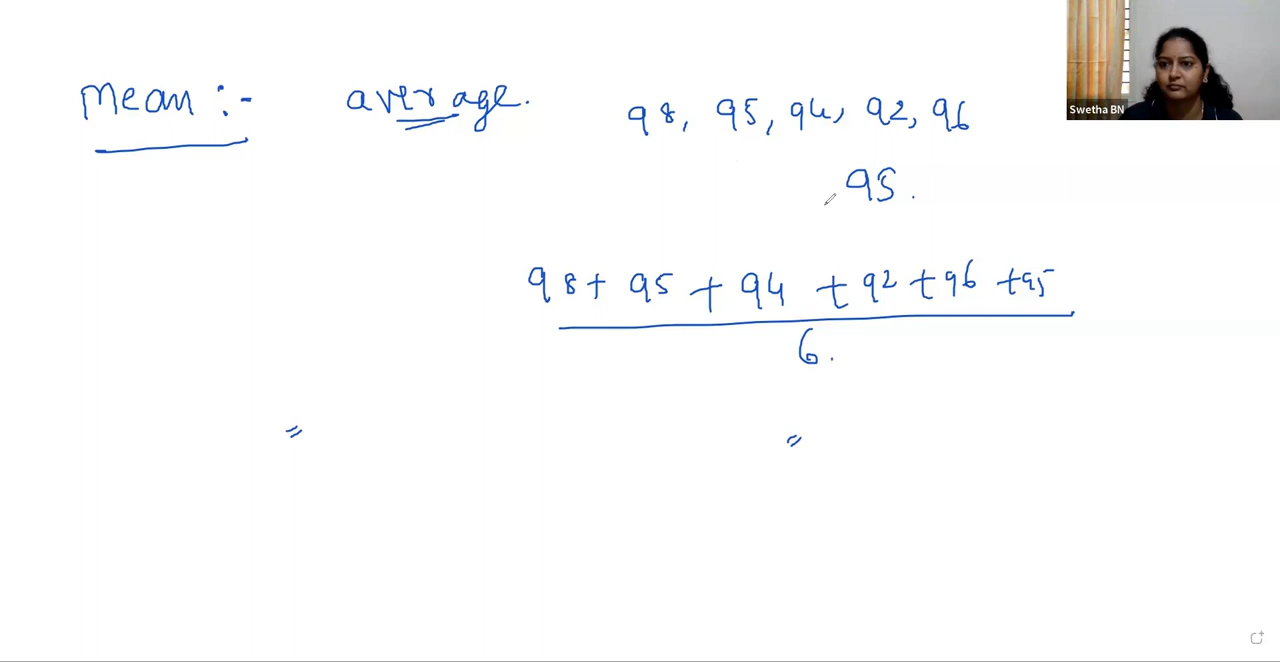 Mean :- average.
98, 95, 94, 92, 96
95.
98 + 95 + 94 + 92 + 96 + 95
6.
=
=
Swetha BN